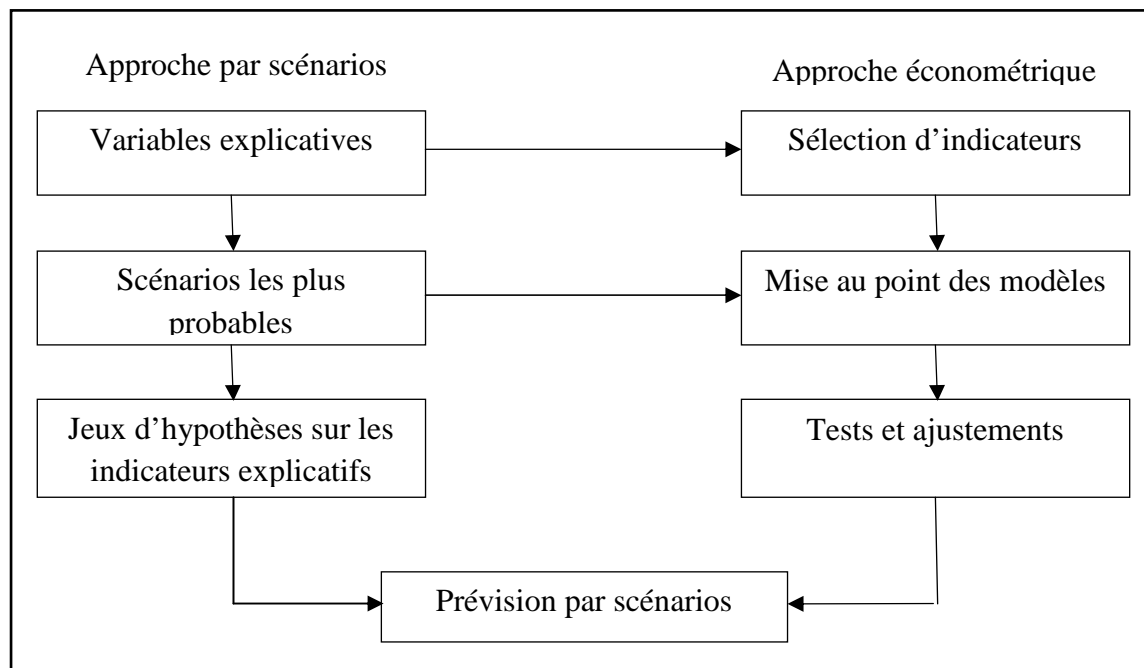 Approche par scénarios
Approche économétrique
Variables explicatives
Sélection d’indicateurs
Scénarios les plus
probables
Mise au point des modèles
Jeux d’hypothèses sur les
indicateurs explicatifs
Tests et ajustements
Prévision par scénarios